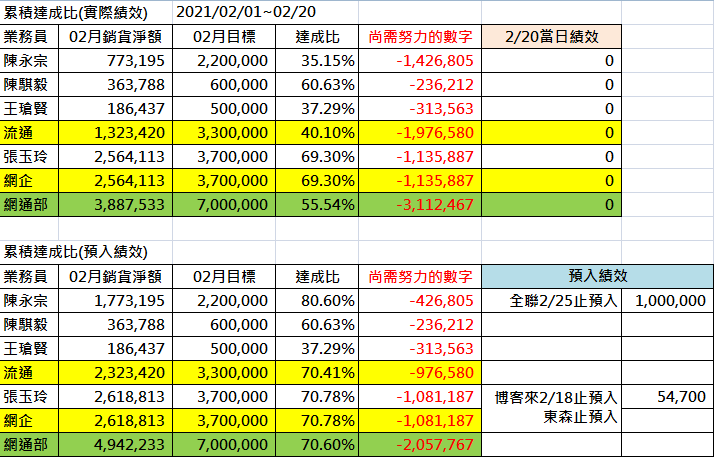 累積達成比(實際績效) 2021/02/01~02/20
業務員 02月銷貨淨額 02月目標 達成比 尚需努力的數字 2/20當日績效
陳永宗 773,195 2,200,000 35.15% -1,426,805 0
陳騏毅 363,788 600,000 60.63% -236,212 0
王瑲賢 186,437 500,000 37.29% -313,563 0
流通 1,323,420 3,300,000 40.10% -1,976,580 0
張玉玲 2,564,113 3,700,000 69.30% -1,135,887 0
網企 2,564,113 3,700,000 69.30% -1,135,887 0
網通部 3,887,533 7,000,000 55.54% -3,112,467 0
累積達成比(預入績效)
業務員 02月銷貨淨額 02月目標 達成比 尚需努力的數字 預入績效
陳永宗 1,773,195 2,200,000 80.60% -426,805 全聯2/25止預入 1,000,000
陳騏毅 363,788 600,000 60.63% -236,212
王瑲賢 186,437 500,000 37.29% -313,563
流通 2,323,420 3,300,000 70.41% -976,580
張玉玲 2,618,813 3,700,000 70.78% -1,081,187 博客來2/18止預入 54,700
網企 2,618,813 3,700,000 70.78% -1,081,187 東森止預入
網通部 4,942,233 7,000,000 70.60% -2,057,767